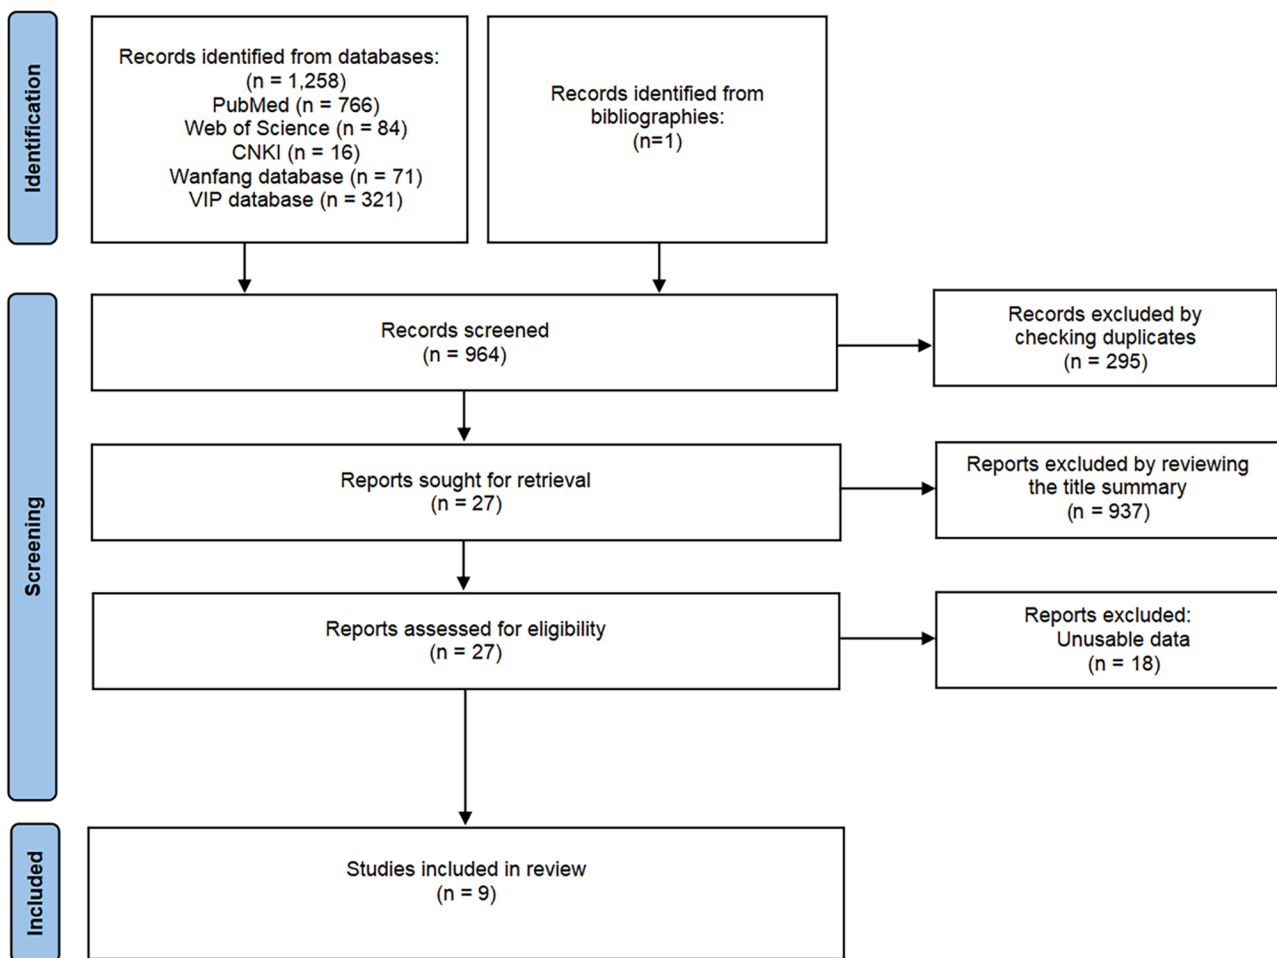 Identification
Records identified from databases:
(n = 1,258)
PubMed (n = 766)
Web of Science (n = 84)
CNKI (n = 16)
Wanfang database (n = 71)
VIP database (n = 321)
Records identified from
bibliographies:
(n=1)
Screening
Records screened
(n = 964)
Records excluded by
checking duplicates
(n = 295)
Reports sought for retrieval
(n = 27)
Reports excluded by reviewing
the title summary
(n = 937)
Reports assessed for eligibility
(n = 27)
Reports excluded:
Unusable data
(n = 18)
Included
Studies included in review
(n = 9)